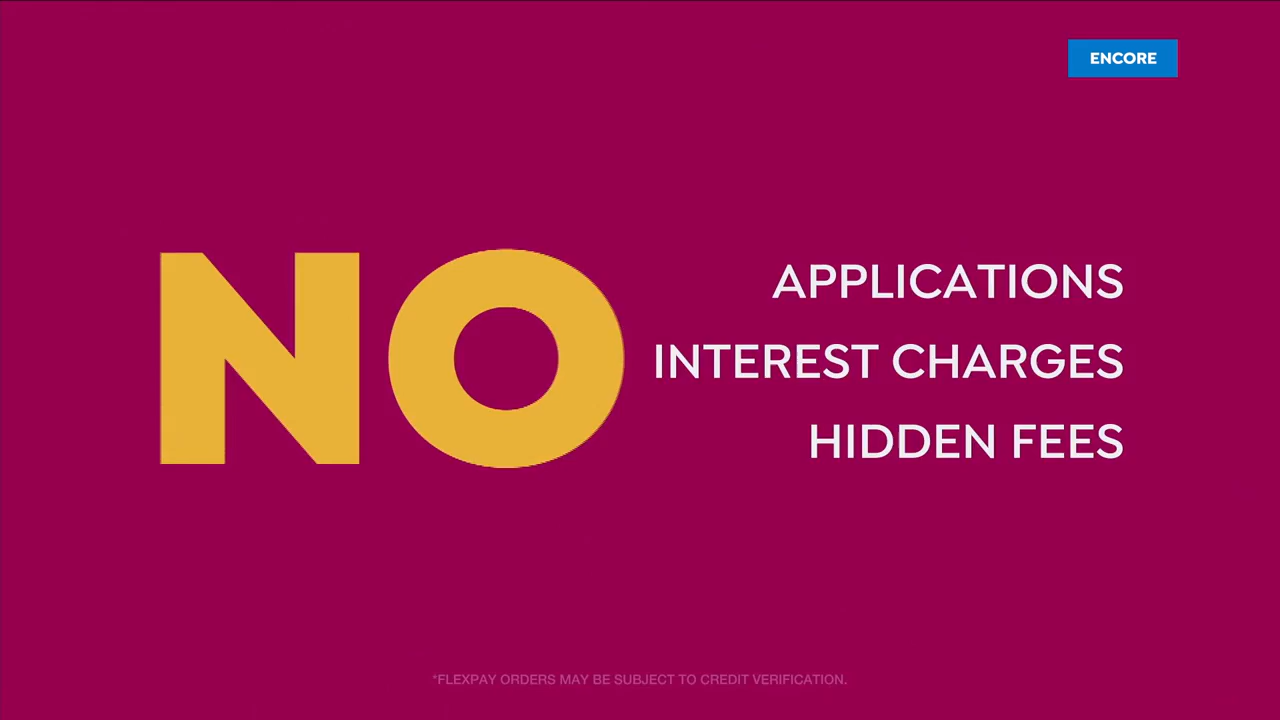 ENCORE
NO
APPLICATIONS
INTEREST CHARGES
HIDDEN FEES
*FLEXPAY ORDERS MAY BE SUBJECT TO CREDIT VERIFICATION.